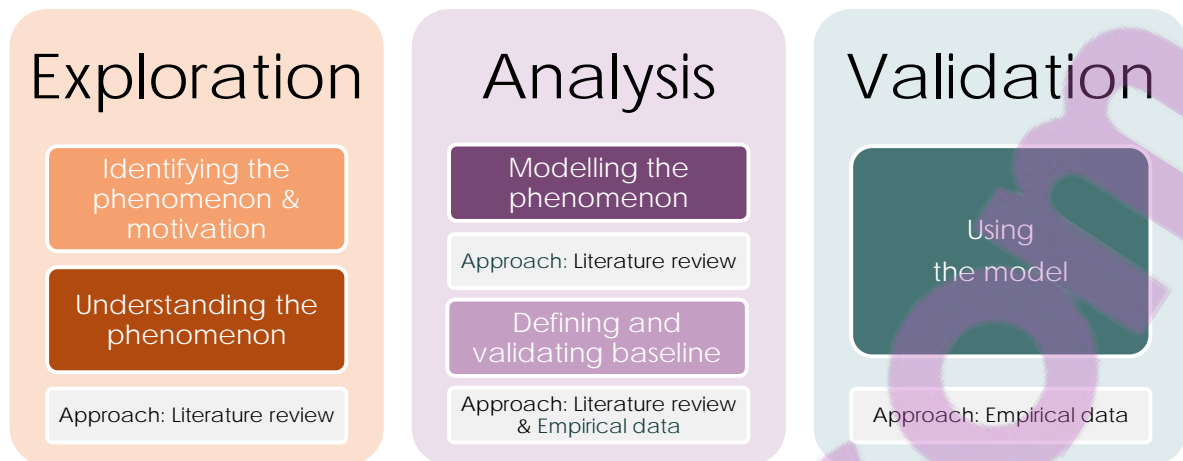 Exploration
Identifying the
phenomenon &
motivation
Understanding the
phenomenon
Approach: Literature review
Analysis
Modelling the
phenomenon
Approach: Literature review
Defining and
validating baseline
Approach: Literature review
& Empirical data
Validation
Using
the model
Approach: Empirical data